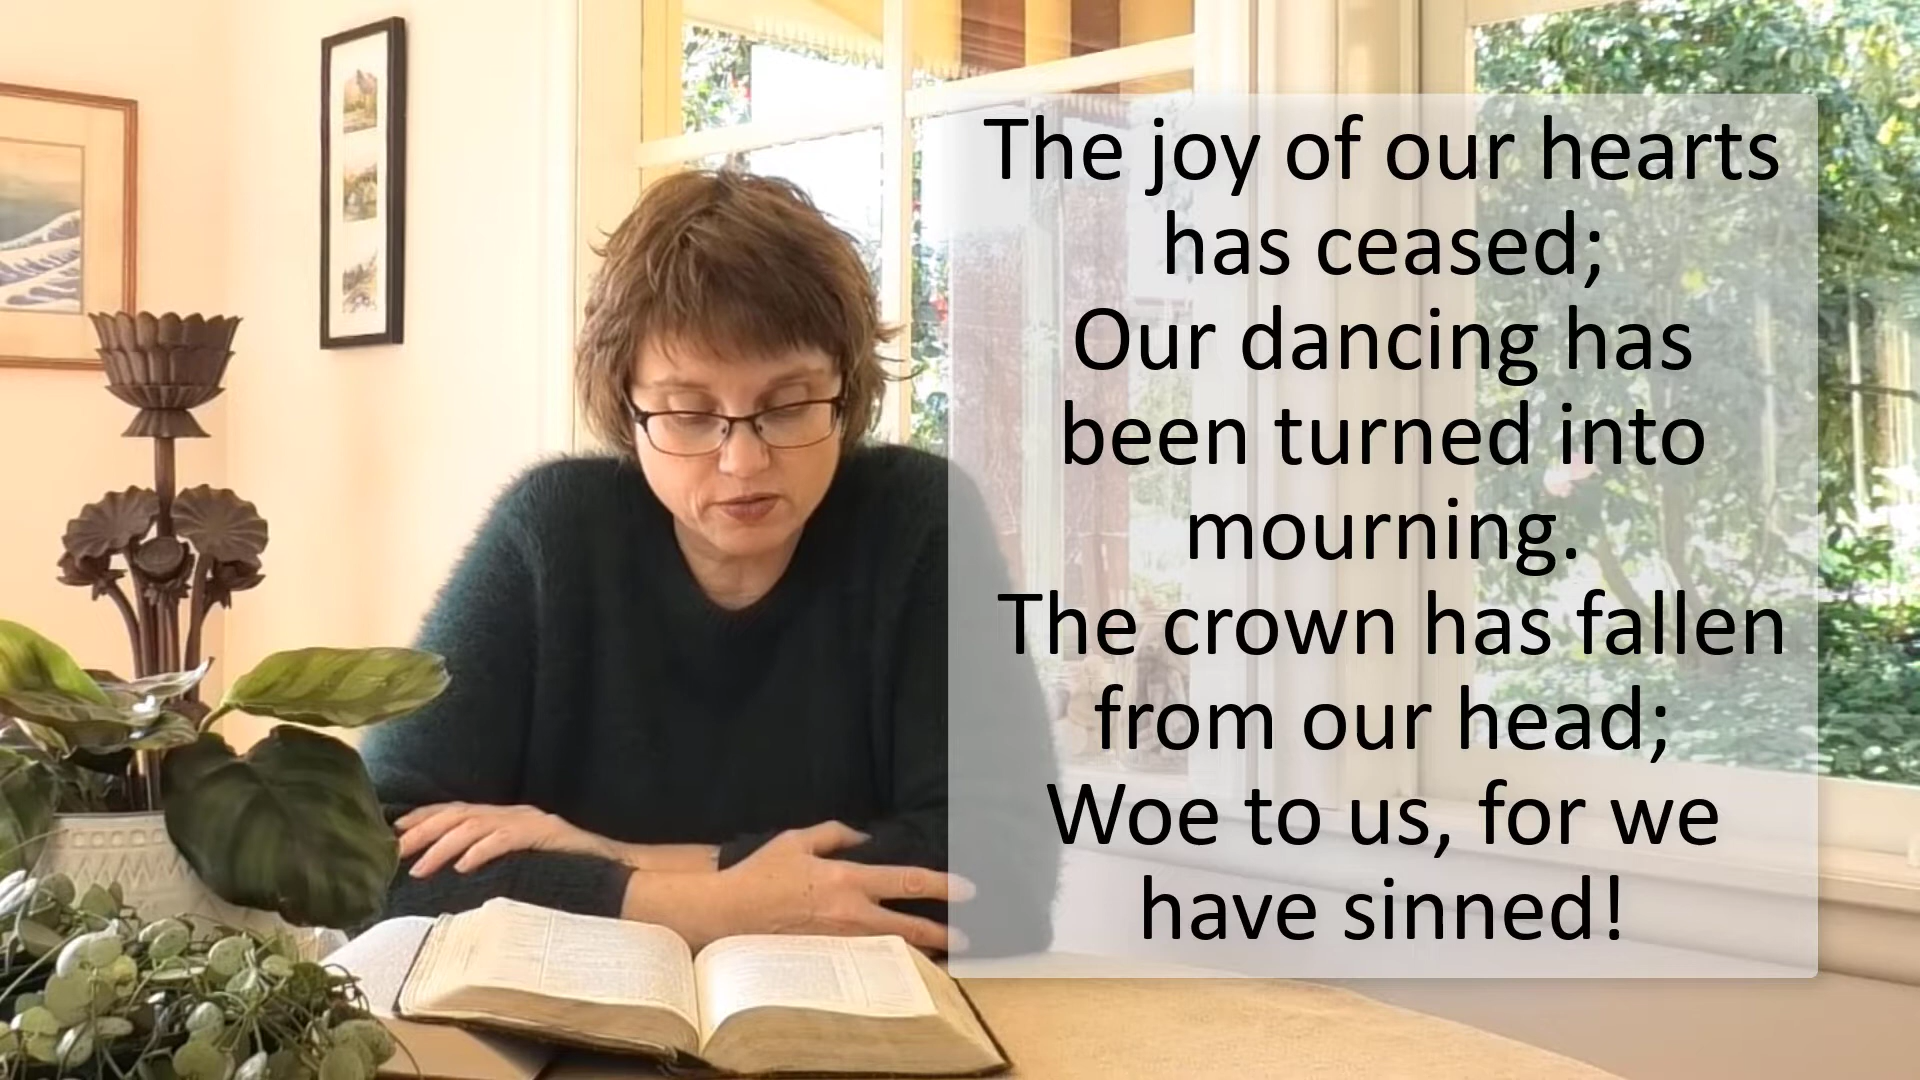 The joy of our hearts
has ceased;
Our dancing has
been turned into
mourning.
The crown has fallen
from our head;
Woe to us, for we
have sinned!